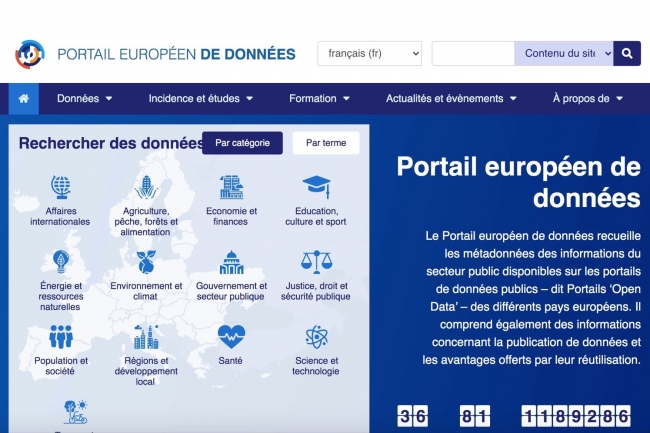 PORTAIL EUROPÉEN DE DONNÉES
français (fr)
Contenu du site
Données
Incidence et études
Formation
Actualités et évènements
À propos de
Rechercher des données
Par catégorie
Par terme
Affaires
internationales
Agriculture,
pêche, forêts et
alimentation
Economie et
finances
Education,
culture et sport
Énergie et
ressources
naturelles
Environnement et
climat
Gouvernement et
secteur publique
Justice, droit et
sécurité publique
Population et
société
Régions et
développement
local
Santé
Science et
technologie
Portail européen de
données
Le Portail européen de données recueille
les métadonnées des informations du
secteur public disponibles sur les portails
de données publics – dit Portails ‘Open
Data’ – des différents pays européens. Il
comprend également des informations
concernant la publication de données et
les avantages offerts par leur réutilisation.
36 81 1189286